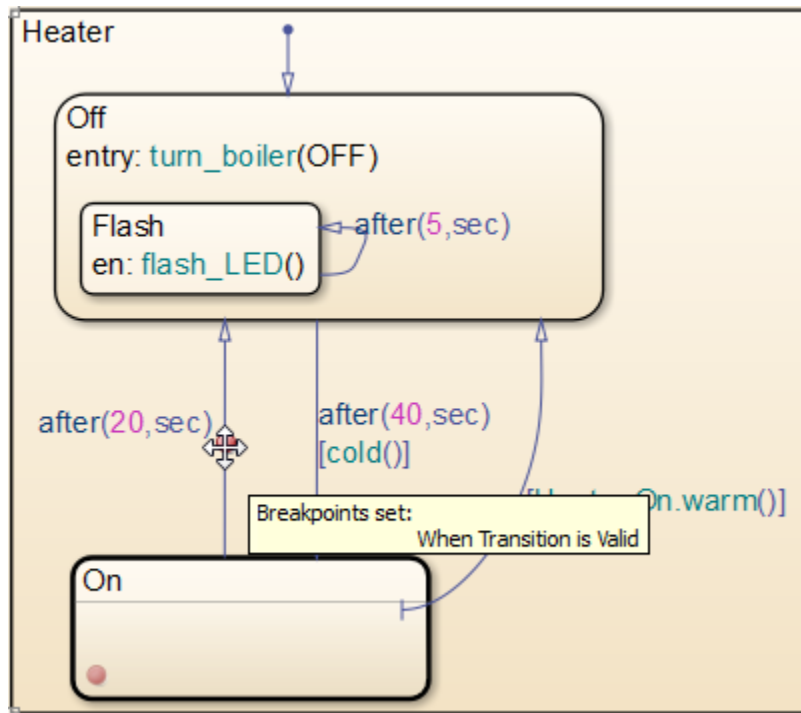 Heater
Off
entry: turn_boiler(OFF)
Flash
en: flash_LED()
after(5,sec)
after(20,sec)
after(40,sec)
[cold()]
On.warm()]
Breakpoints set:
When Transition is Valid
On